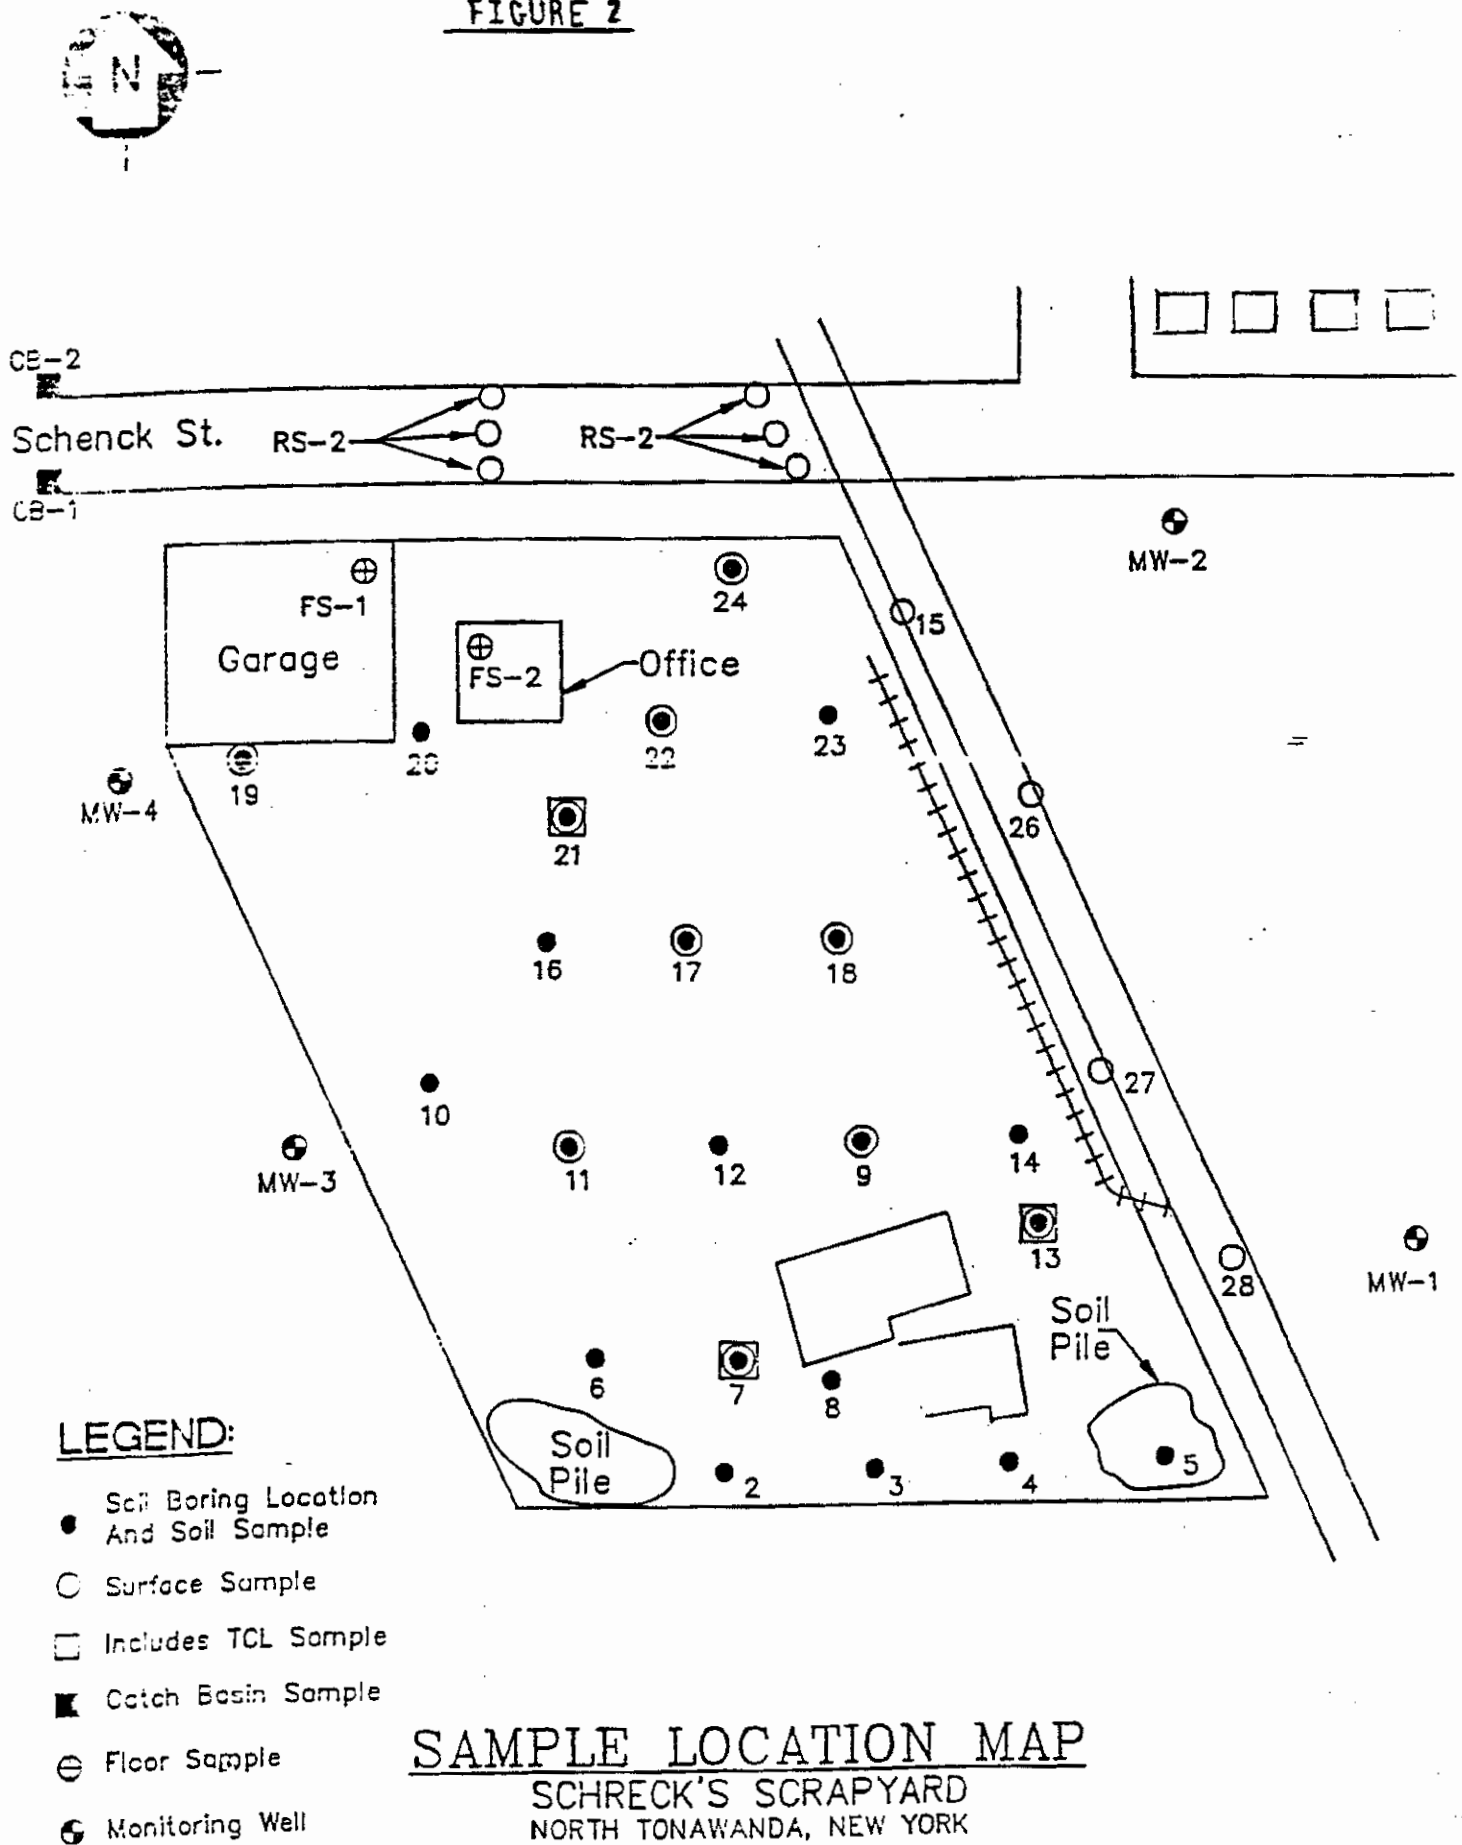 FIGURE 2
N
CB-2
Schenck St.
RS-2
RS-2
CB-1
MW-2
FS-1
24
15
Garage
FS-2
Office
20
22
23
19
MW-4
26
21
16
17
18
27
10
MW-3
11
12
9
14
13
28
MW-1
Soil
Pile
6
7
8
Soil
Pile
2
3
4
5
LEGEND:
Soil Boring Location
And Soil Sample
Surface Sample
Includes TCL Sample
Catch Basin Sample
Floor Sample
Monitoring Well
SAMPLE LOCATION MAP
SCHRECK'S SCRAPYARD
NORTH TONAWANDA, NEW YORK